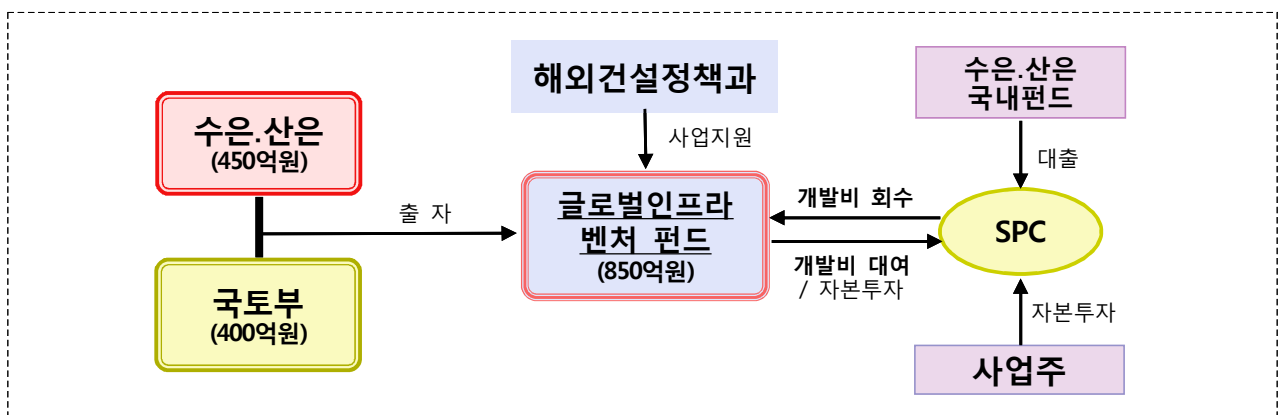 해외건설정책과
수은.산은
국내펀드
수은.산은
(450억원)
사업지원
대출
출 자
글로벌인프라
벤처 펀드
(850억원)
개발비 회수
SPC
개발비 대여
/ 자본투자
국토부
(400억원)
자본투자
사업주